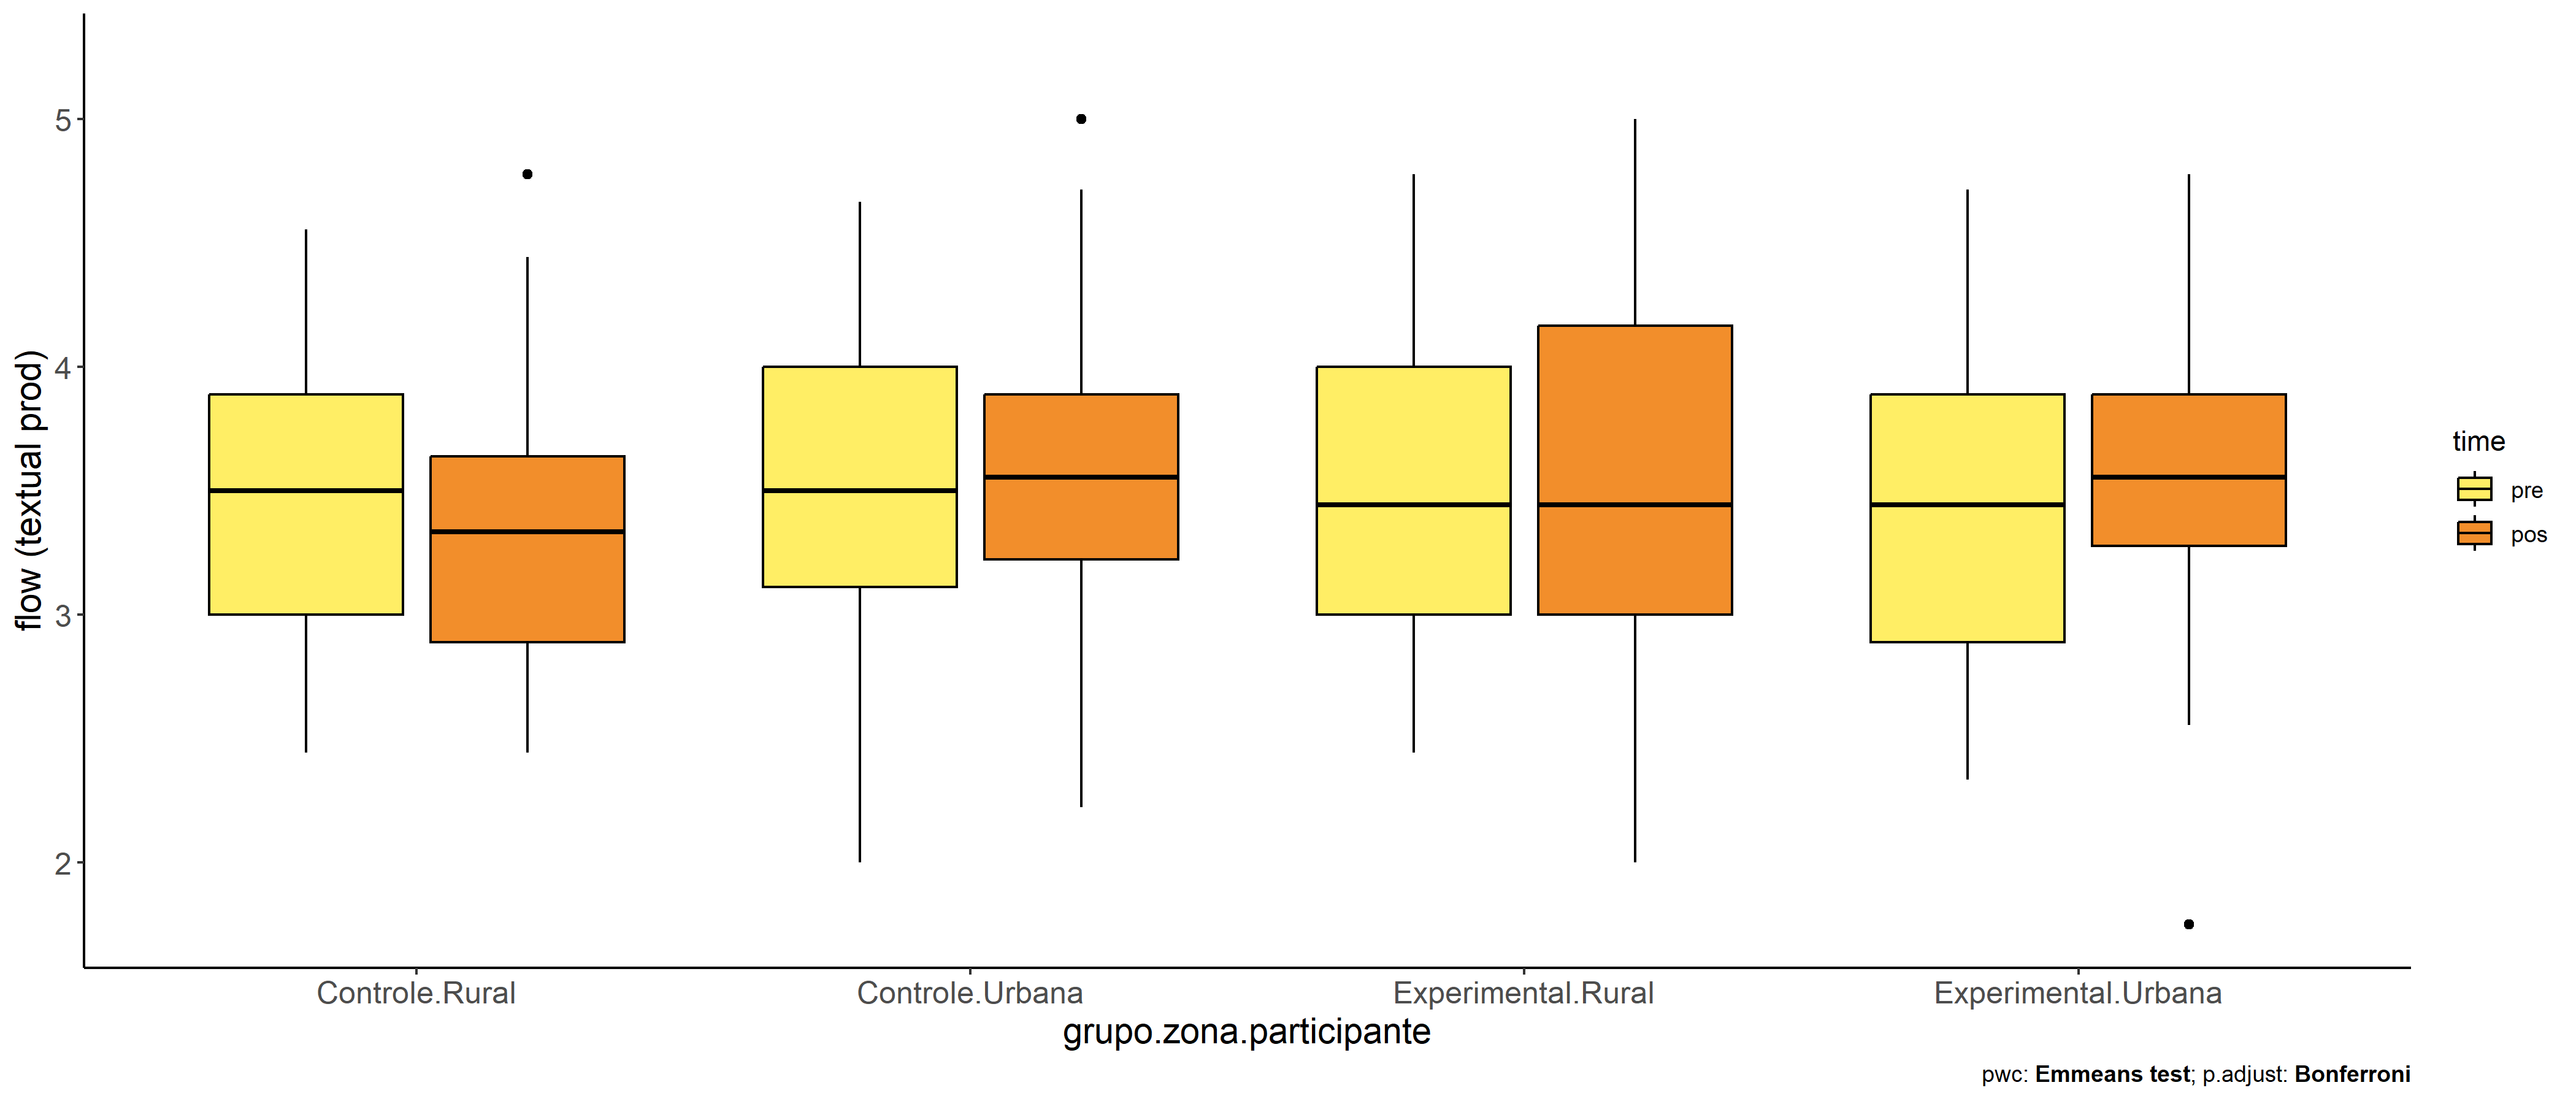 flow (textual prod)
5
4
3
2
Controle.Rural
Controle.Urbana
Experimental.Rural
Experimental.Urbana
grupo.zona.participante
time
pre
pos
pwc: Emmeans test; p.adjust: Bonferroni